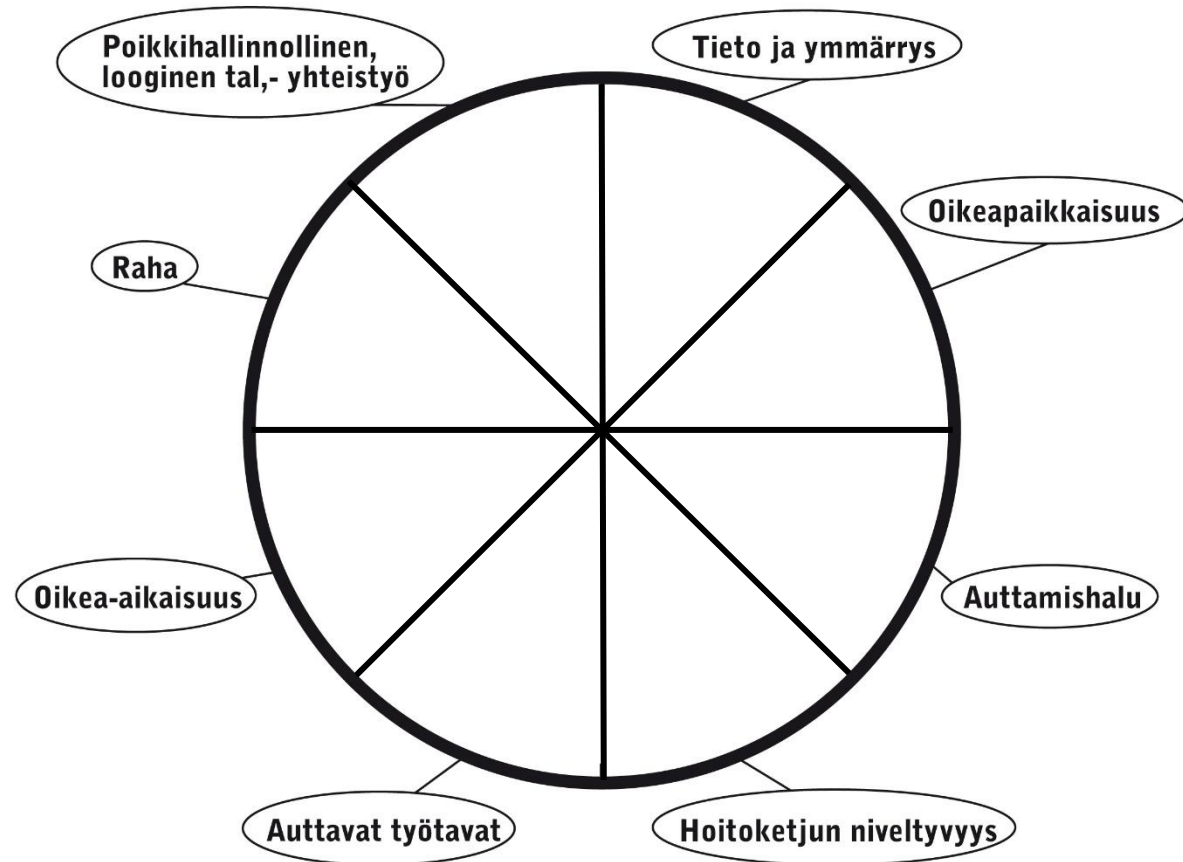 Poikkihallinnollinen,
looginen tal,- yhteistyö
Tieto ja ymmärrys
Oikeapaikkaisuus
Raha
Oikea-aikaisuus
Auttamishalu
Auttavat työtavat
Hoitoketjun niveltyvyys